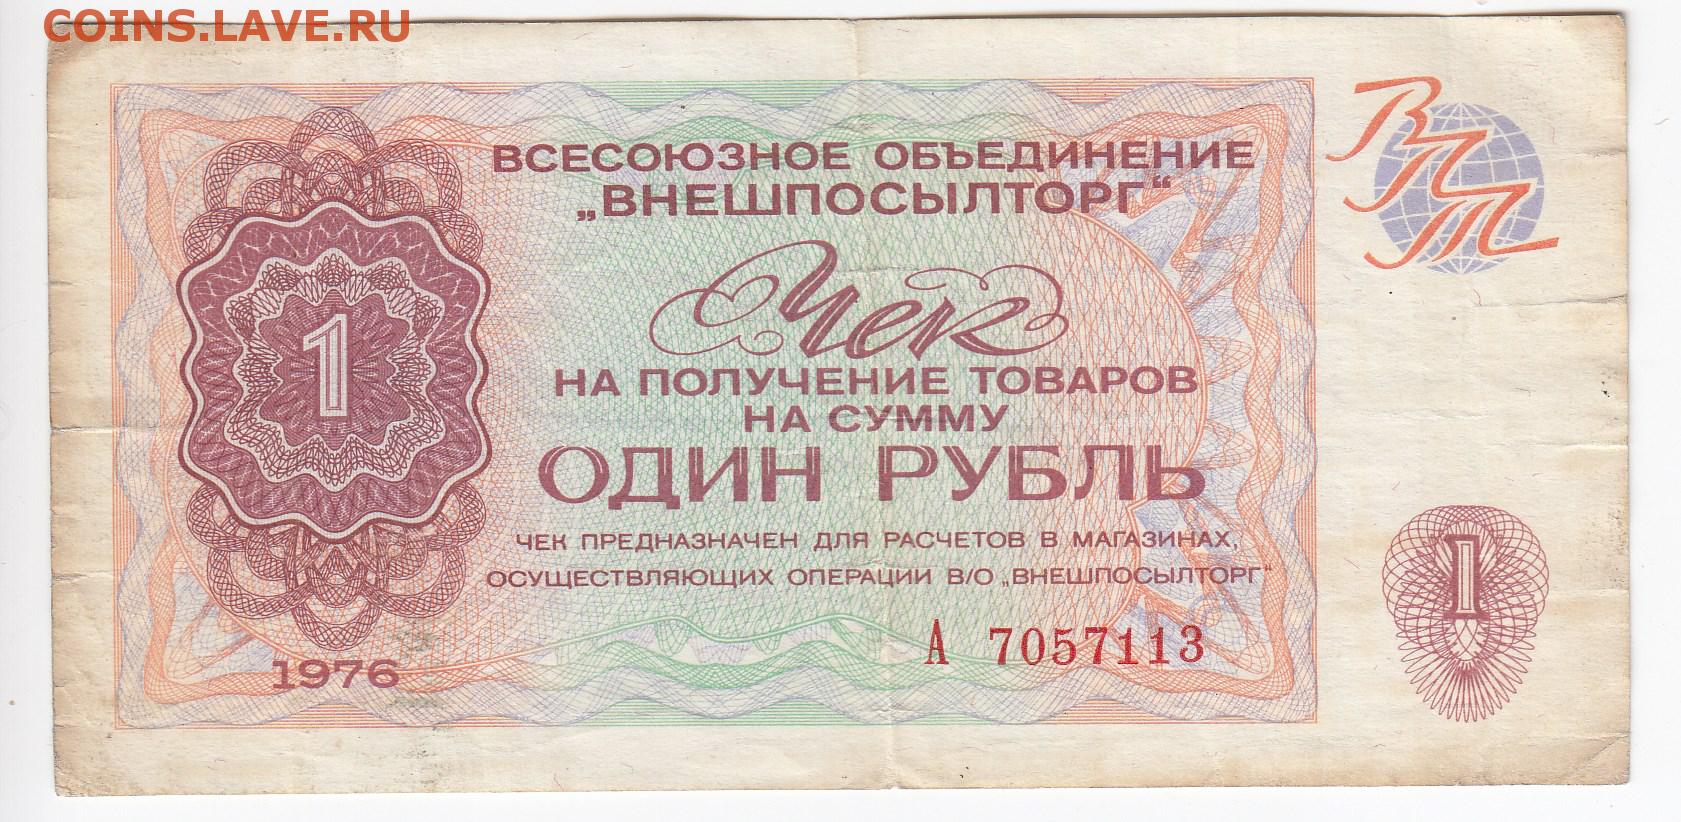 COINS.LAVE.RU
ВСЕСОЮЗНОЕ ОБЪЕДИНЕНИЕ
„ВНЕШПОСЫЛТОРГ“
ВПТ
Чек
НА ПОЛУЧЕНИЕ ТОВАРОВ
НА СУММУ
1
ОДИН РУБЛЬ
ЧЕК ПРЕДНАЗНАЧЕН ДЛЯ РАСЧЕТОВ В МАГАЗИНАХ,
ОСУЩЕСТВЛЯЮЩИХ ОПЕРАЦИИ В/О „ВНЕШПОСЫЛТОРГ“
1
А 7057113
1976